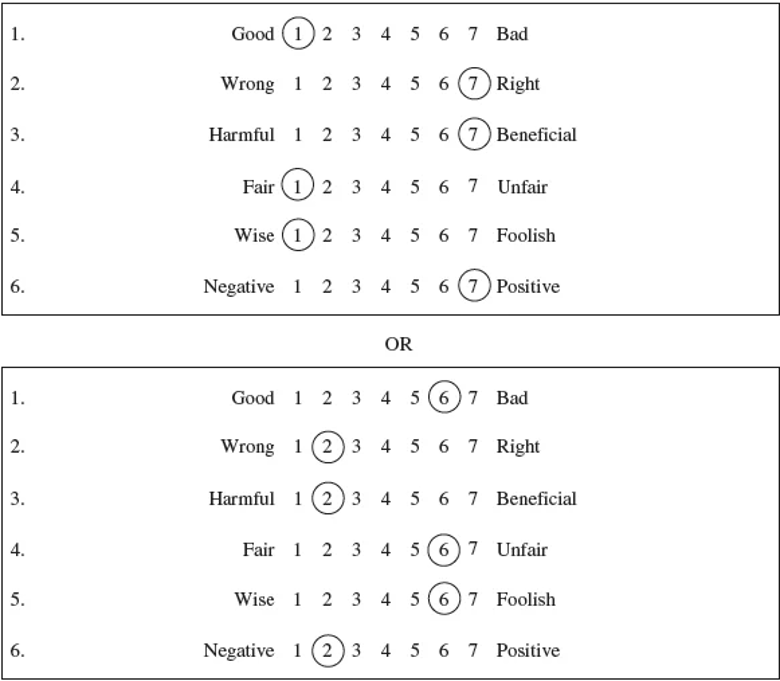 1. Good 1 2 3 4 5 6 7 Bad
2. Wrong 1 2 3 4 5 6 7 Right
3. Harmful 1 2 3 4 5 6 7 Beneficial
4. Fair 1 2 3 4 5 6 7 Unfair
5. Wise 1 2 3 4 5 6 7 Foolish
6. Negative 1 2 3 4 5 6 7 Positive
OR
1. Good 1 2 3 4 5 6 7 Bad
2. Wrong 1 2 3 4 5 6 7 Right
3. Harmful 1 2 3 4 5 6 7 Beneficial
4. Fair 1 2 3 4 5 6 7 Unfair
5. Wise 1 2 3 4 5 6 7 Foolish
6. Negative 1 2 3 4 5 6 7 Positive